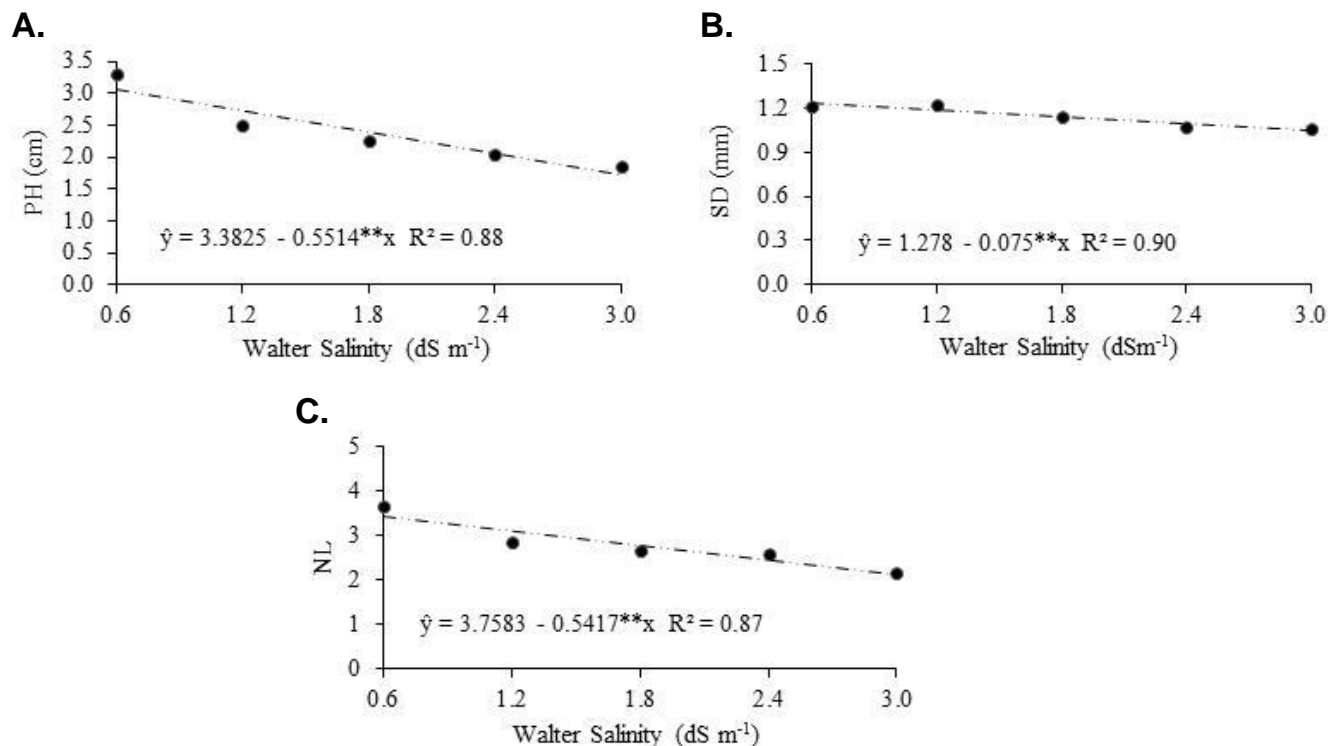 A.
3.5
3.0
2.5
2.0
1.5
1.0
0.5
0.0
PH (cm)
ŷ = 3.3825 - 0.5514**x R² = 0.88
0.6 1.2 1.8 2.4 3.0
Walter Salinity (dS m⁻¹)
B.
1.5
1.2
0.9
0.6
0.3
0.0
SD (mm)
ŷ = 1.278 - 0.075**x R² = 0.90
0.6 1.2 1.8 2.4 3.0
Walter Salinity (dSm⁻¹)
C.
5
4
3
2
1
0
NL
ŷ = 3.7583 - 0.5417**x R² = 0.87
0.6 1.2 1.8 2.4 3.0
Walter Salinity (dS m⁻¹)